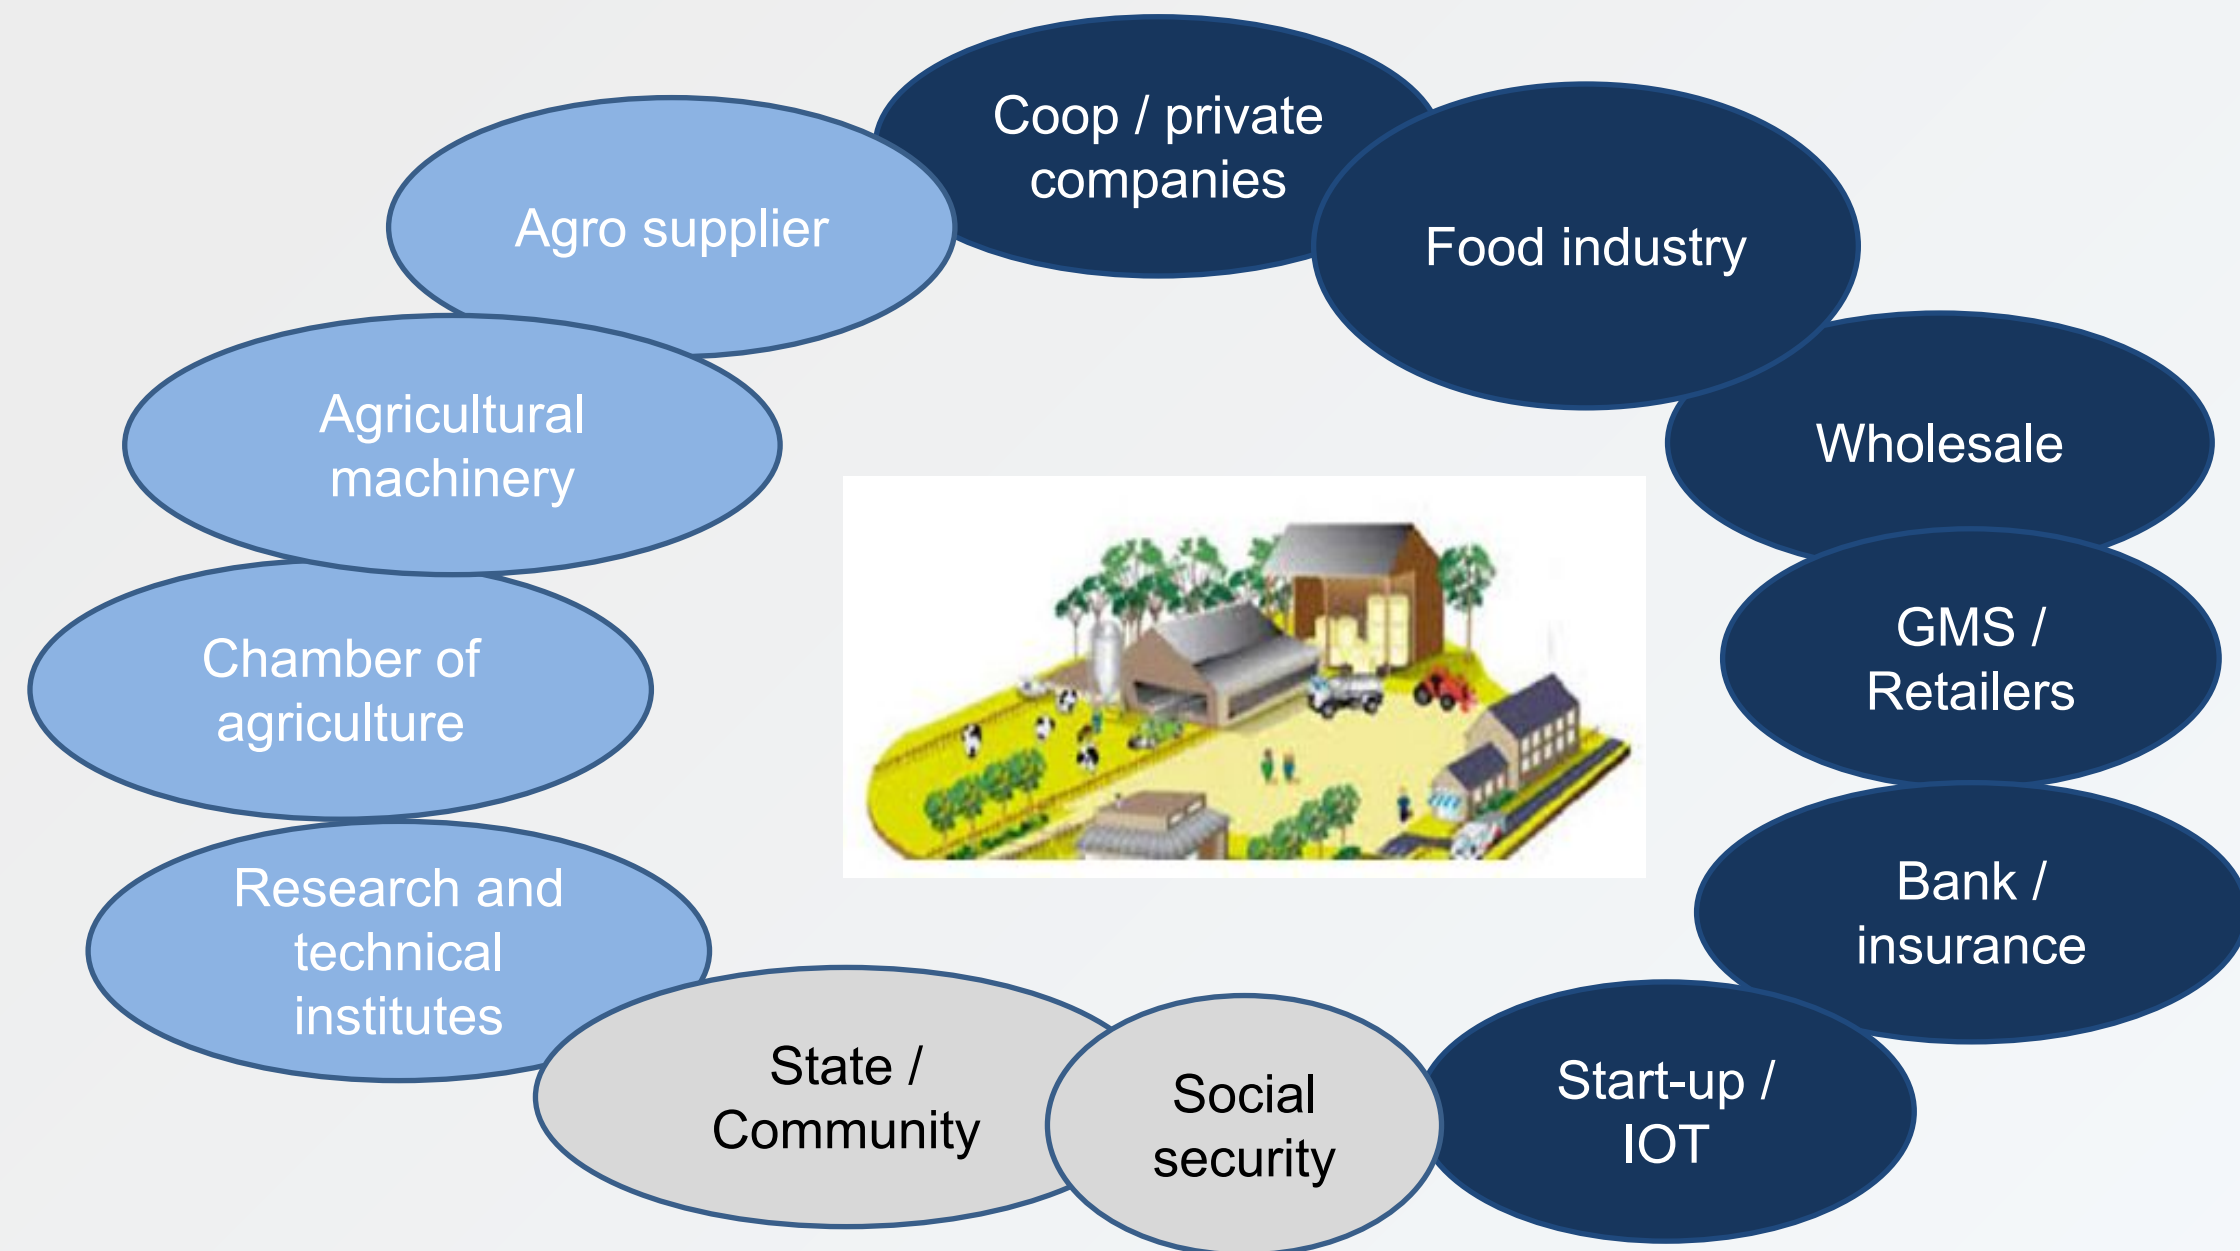 Coop / private
companies
Agro supplier
Food industry
Agricultural
machinery
Wholesale
Chamber of
agriculture
GMS /
Retailers
Research and
technical
institutes
Bank /
insurance
State /
Community
Social
security
Start-up /
IOT